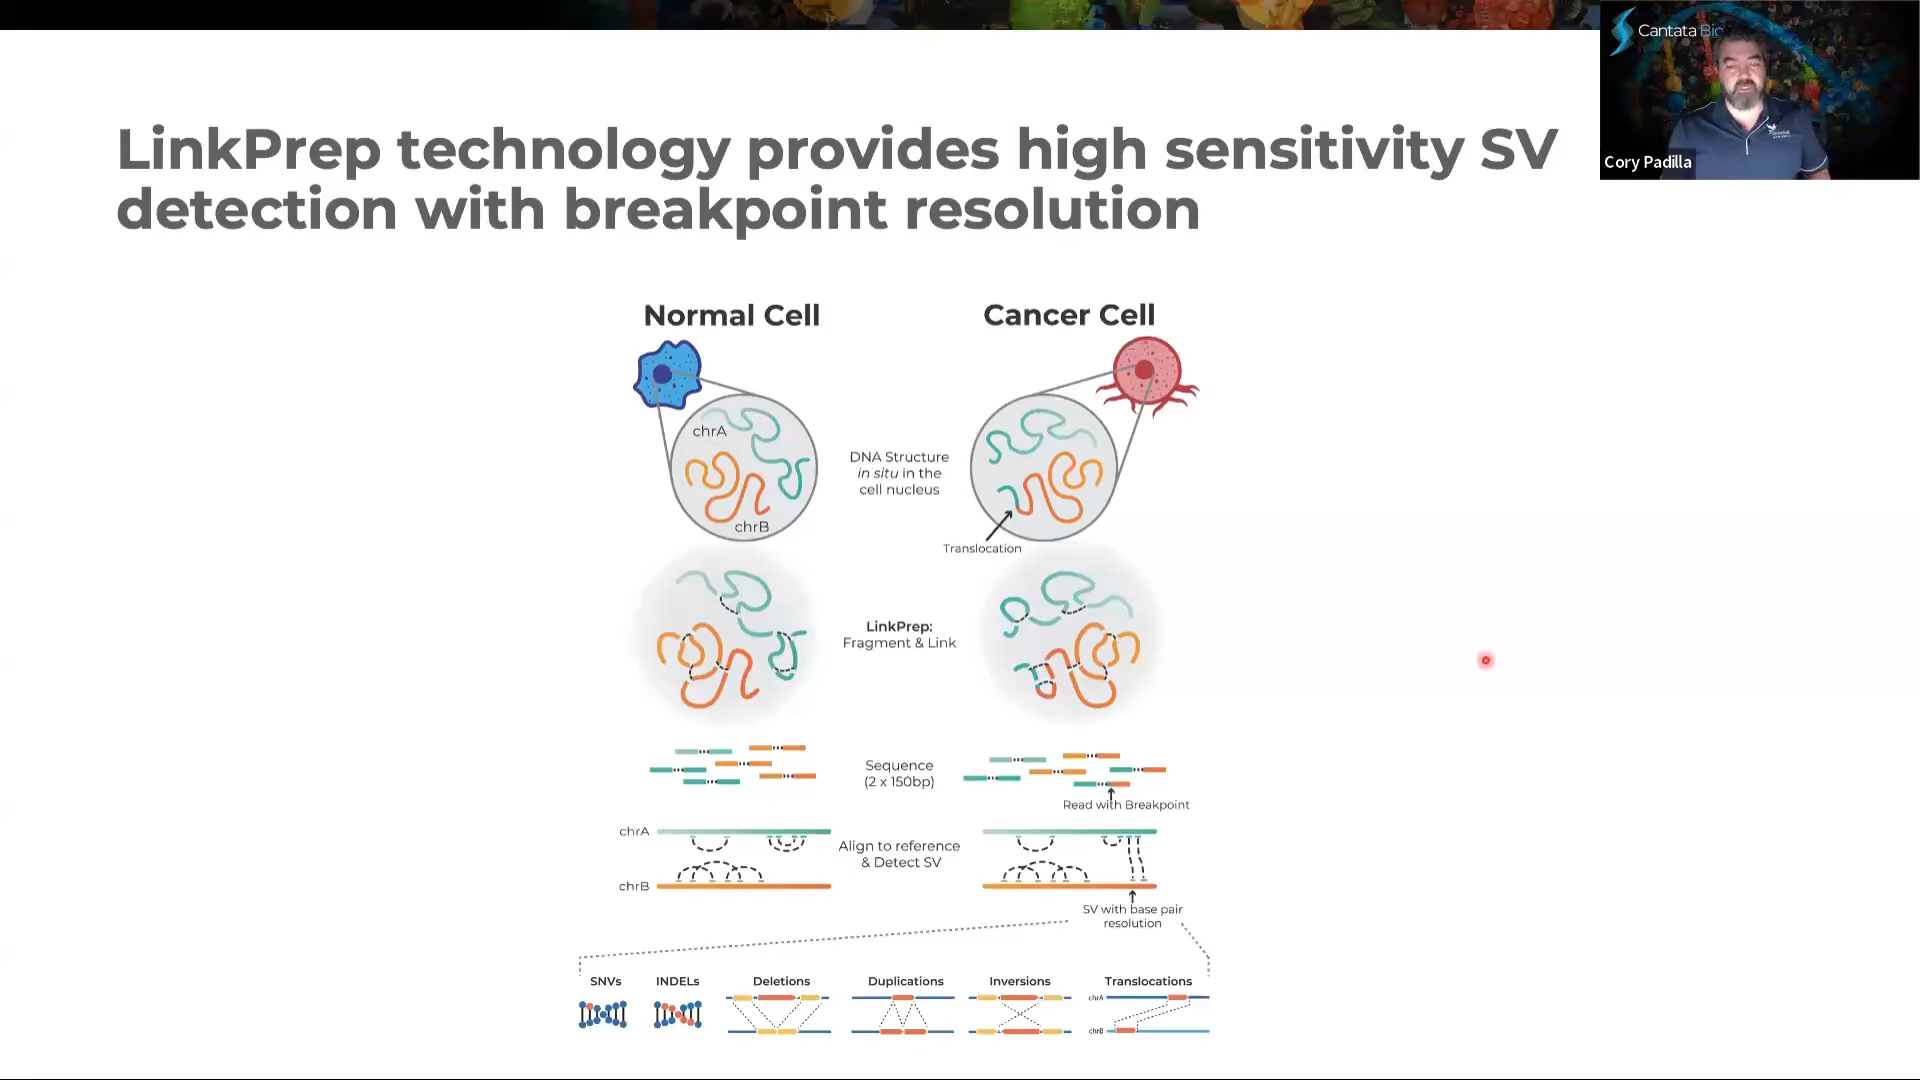 Cantata Bio
Cory Padilla
LinkPrep technology provides high sensitivity SV
detection with breakpoint resolution
Normal Cell
Cancer Cell
chrA
chrB
DNA Structure
in situ in the
cell nucleus
Translocation
LinkPrep:
Fragment & Link
Sequence
(2 x 150bp)
Read with Breakpoint
chrA
chrB
Align to reference
& Detect SV
SV with base pair
resolution
SNVs
INDELs
Deletions
Duplications
Inversions
Translocations
chrA
chrB